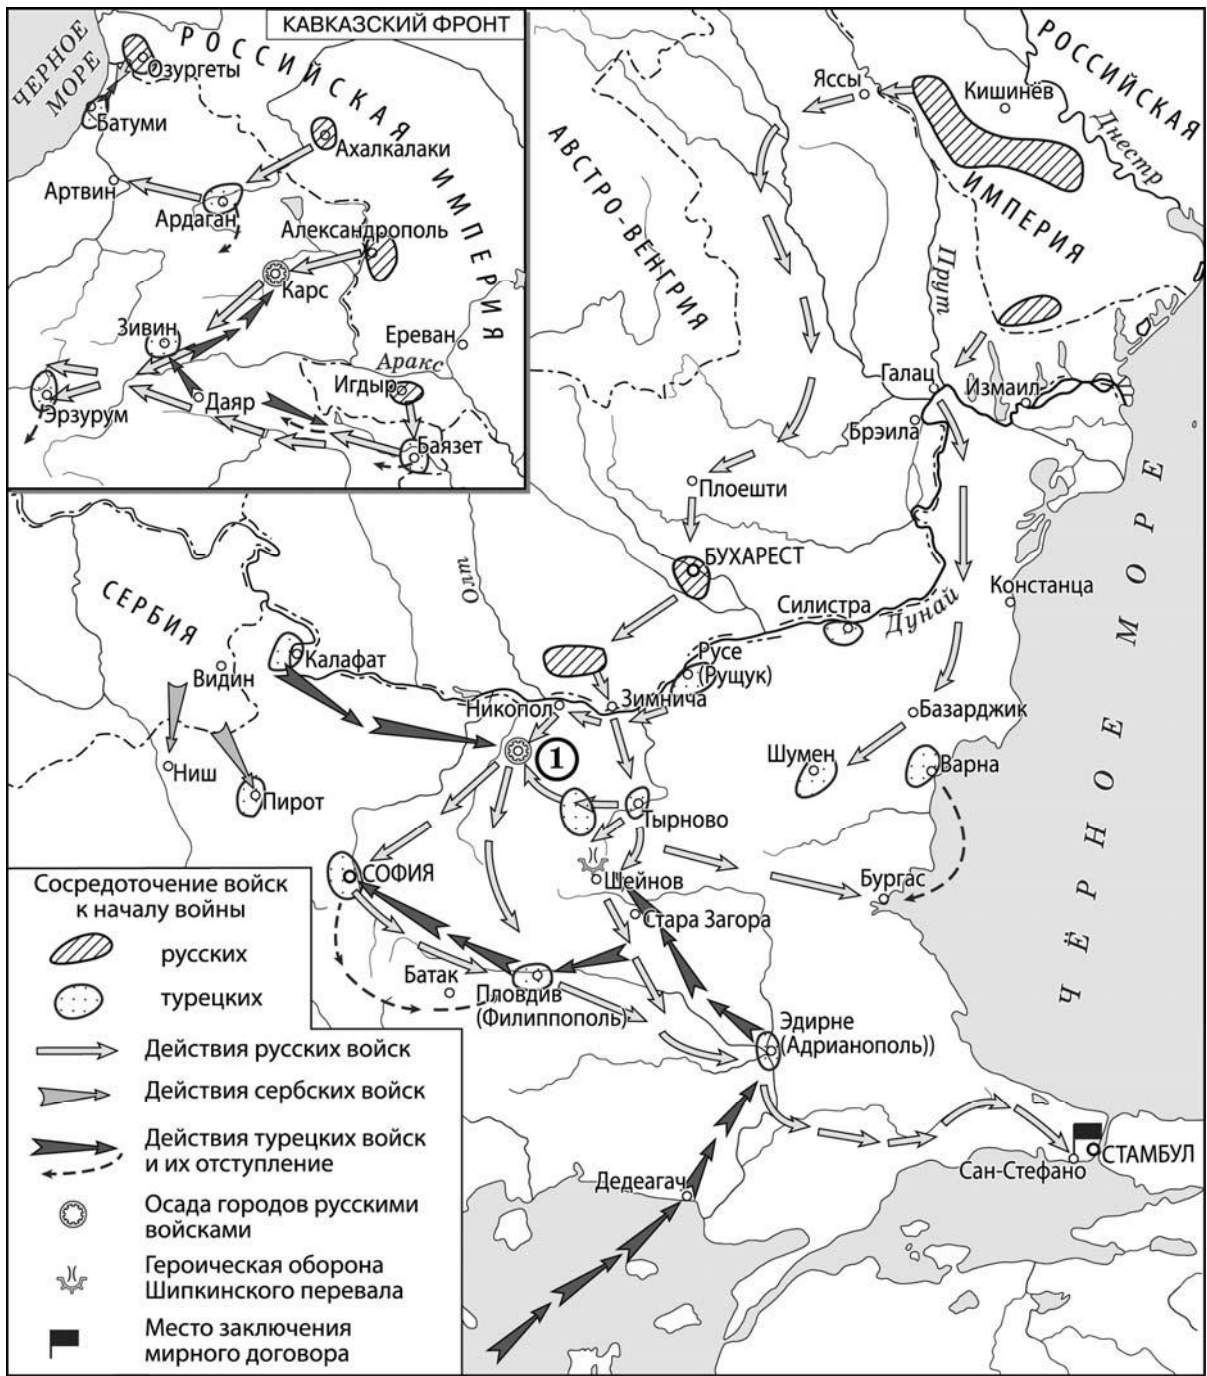 КАВКАЗСКИЙ ФРОНТ
ЧЕРНОЕ
МОРЕ
РОССИЙСКАЯ ИМПЕРИЯ
Озургеты
Батуми
Ахалкалаки
Артвин
Ардаган
Александрополь
Карс
Зивин
Ереван
Аракс
Игдыр
Эрзурум
Даяр
Баязет
РОССИЙСКАЯ
ИМПЕРИЯ
АВСТРО-ВЕНГРИЯ
Яссы
Кишинёв
Днестр
Прут
Галац
Измаил
Брэила
Плоешти
БУХАРЕСТ
Олт
СЕРБИЯ
Силистра
Дунай
Констанца
Калафат
Видин
Русе
(Рущук)
Никопол
Зимнича
Базарджик
1
Шумен
Варна
Ниш
Пирот
Тырново
СОФИЯ
Шейнов
Бургас
Стара Загора
Батак
Пловдив
(Филиппополь)
Эдирне
(Адрианополь))
ЧЁРНОЕ МОРЕ
Дедеагач
Сан-Стефано
СТАМБУЛ
Сосредоточение войск
к началу войны
русских
турецких
Действия русских войск
Действия сербских войск
Действия турецких войск
и их отступление
Осада городов русскими
войсками
Героическая оборона
Шипкинского перевала
Место заключения
мирного договора